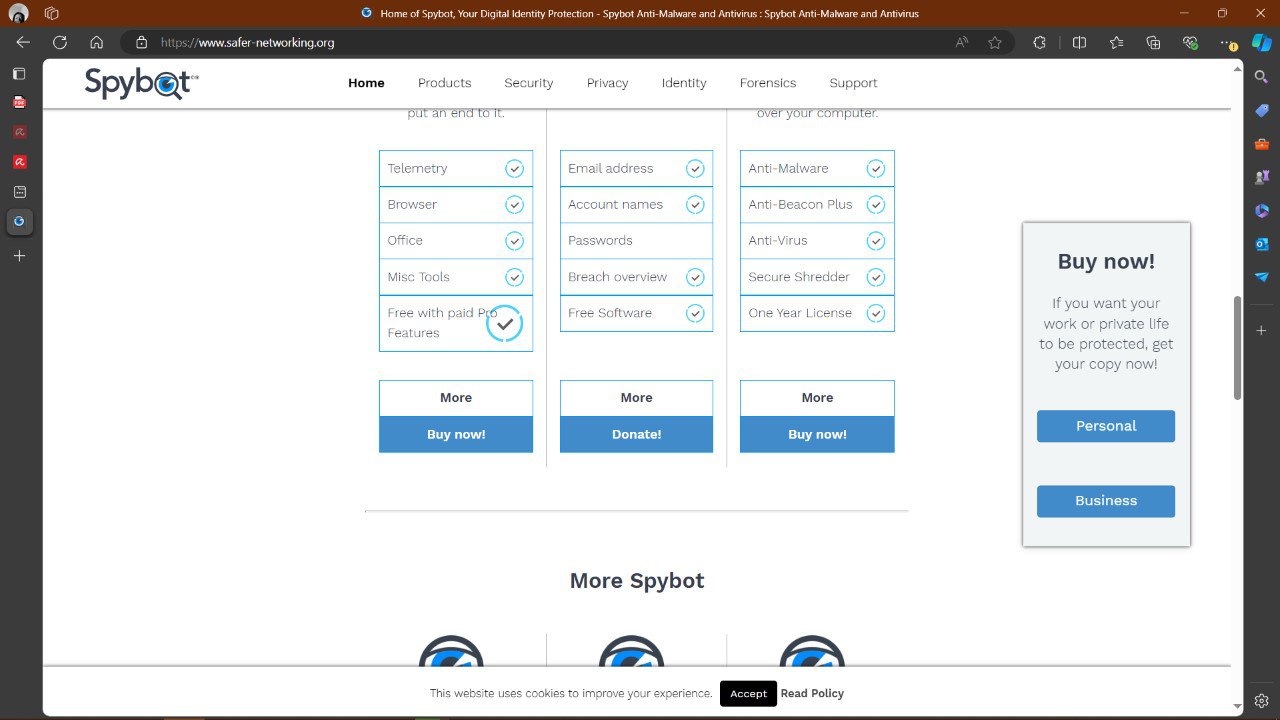 Home of Spybot, Your Digital Identity Protection - Spybot Anti-Malware and Antivirus : Spybot Anti-Malware and Antivirus
https://www.safer-networking.org
Spybot
Home Products Security Privacy Identity Forensics Support
put an end to it.
over your computer.
Telemetry
Browser
Office
Misc Tools
Free with paid Pro
Features
More
Buy now!
Email address
Account names
Passwords
Breach overview
Free Software
More
Donate!
Anti-Malware
Anti-Beacon Plus
Anti-Virus
Secure Shredder
One Year License
More
Buy now!
Buy now!
If you want your
work or private life
to be protected, get
your copy now!
Personal
Business
More Spybot
This website uses cookies to improve your experience. Accept Read Policy